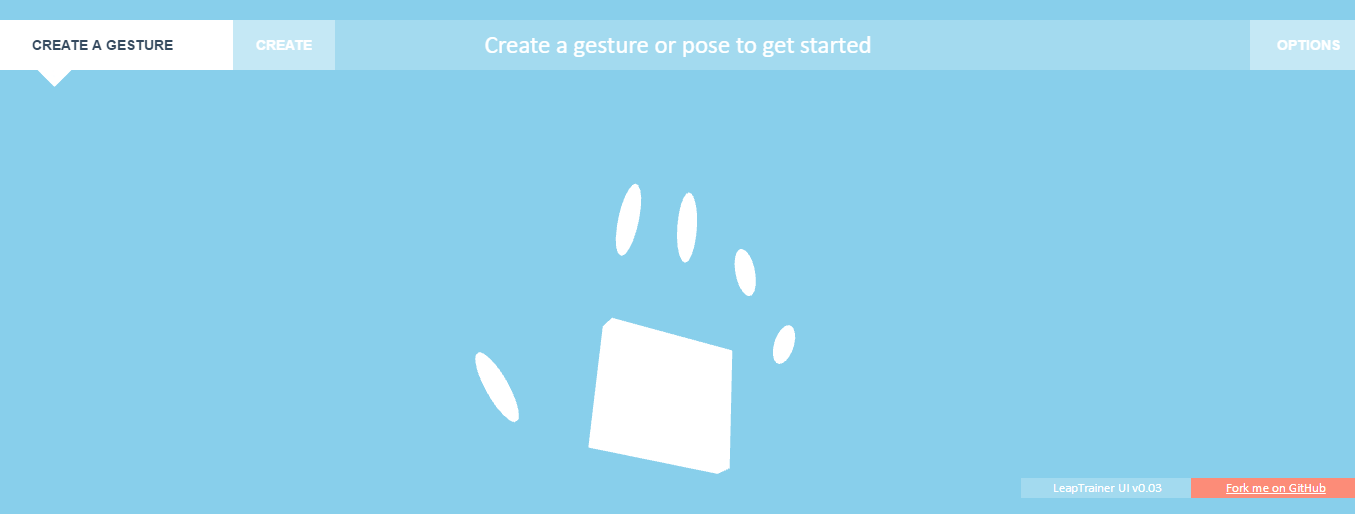 CREATE A GESTURE
CREATE
Create a gesture or pose to get started
OPTIONS
LeapTrainer UI v0.03
Fork me on GitHub